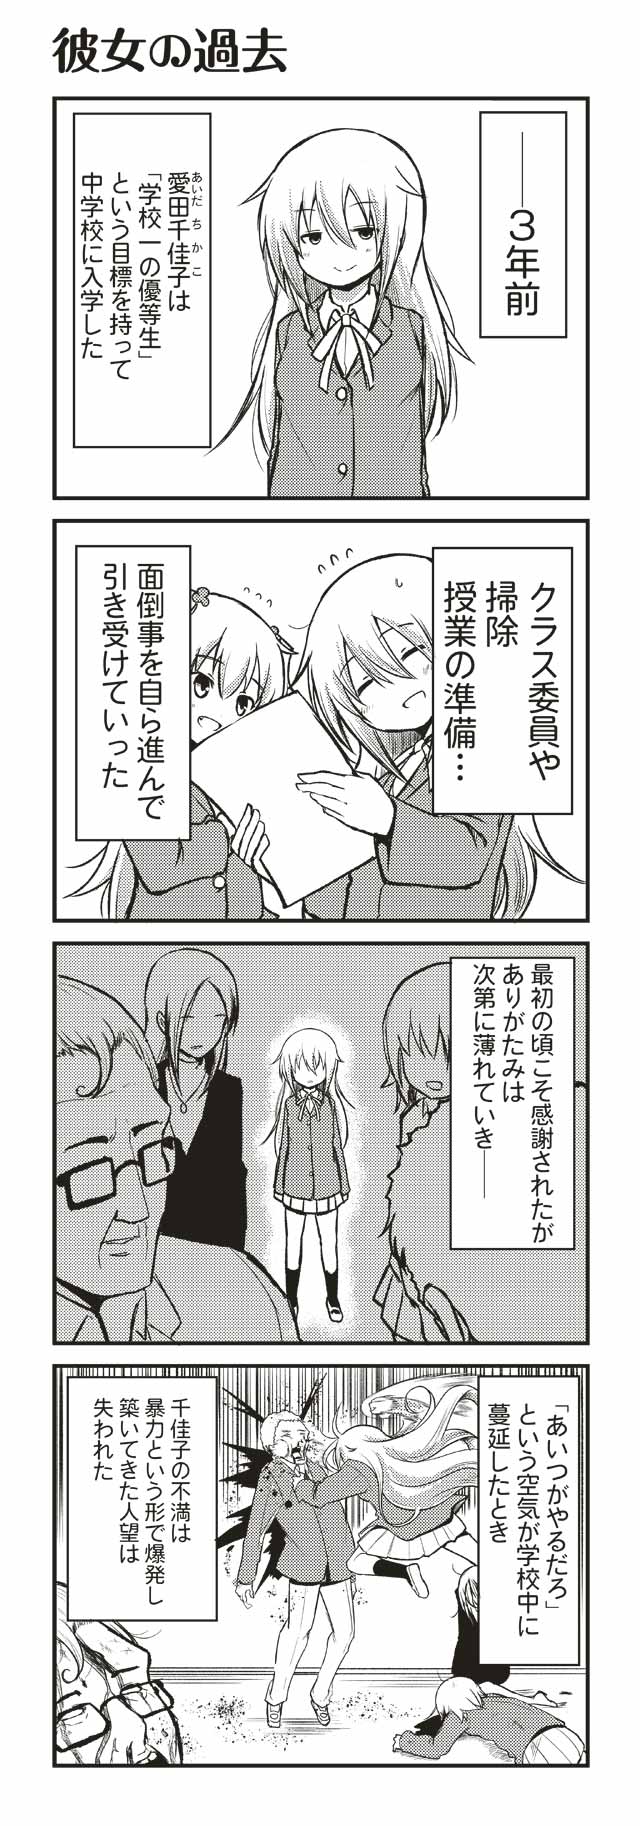 彼女の過去
――３年前
愛田千佳子は
あいだ ちかこ
「学校一の優等生」
という目標を持って
中学校に入学した
クラス委員や
掃除
授業の準備…
面倒事を自ら進んで
引き受けていった
最初の頃こそ感謝されたが
ありがたみは
次第に薄れていき――
「あいつがやるだろ」
という空気が学校中に
蔓延したとき
千佳子の不満は
暴力という形で爆発し
築いてきた人望は
失われた